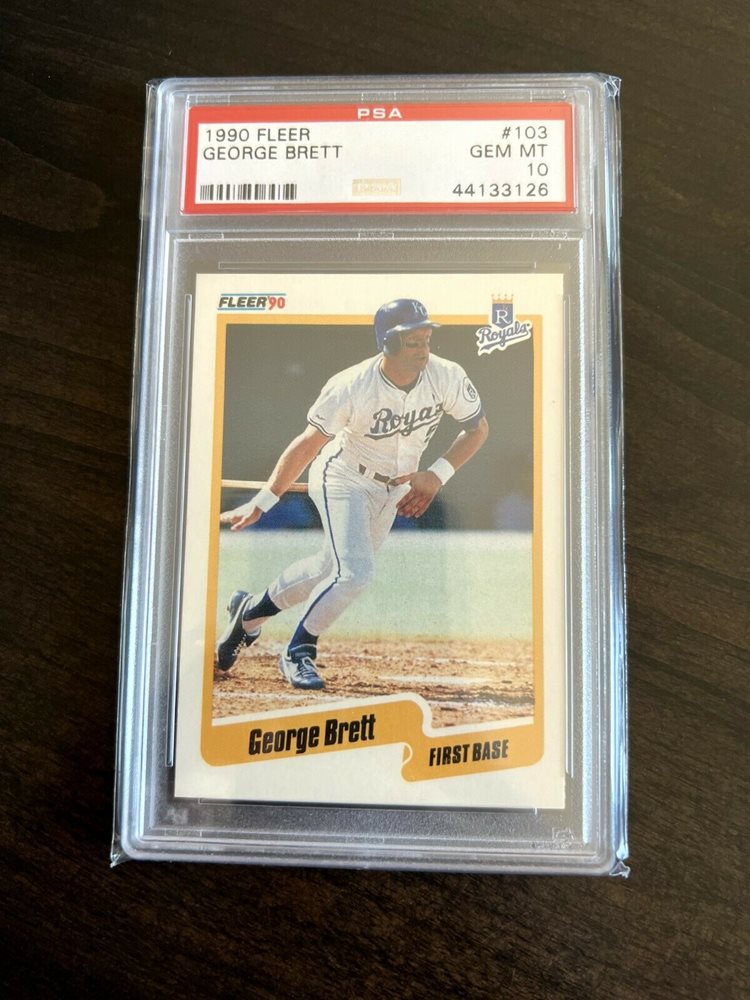 PSA
1990 FLEER #103
GEORGE BRETT GEM MT
10
44133126
FLEER'90
R
Royals
Royals
George Brett
FIRST BASE